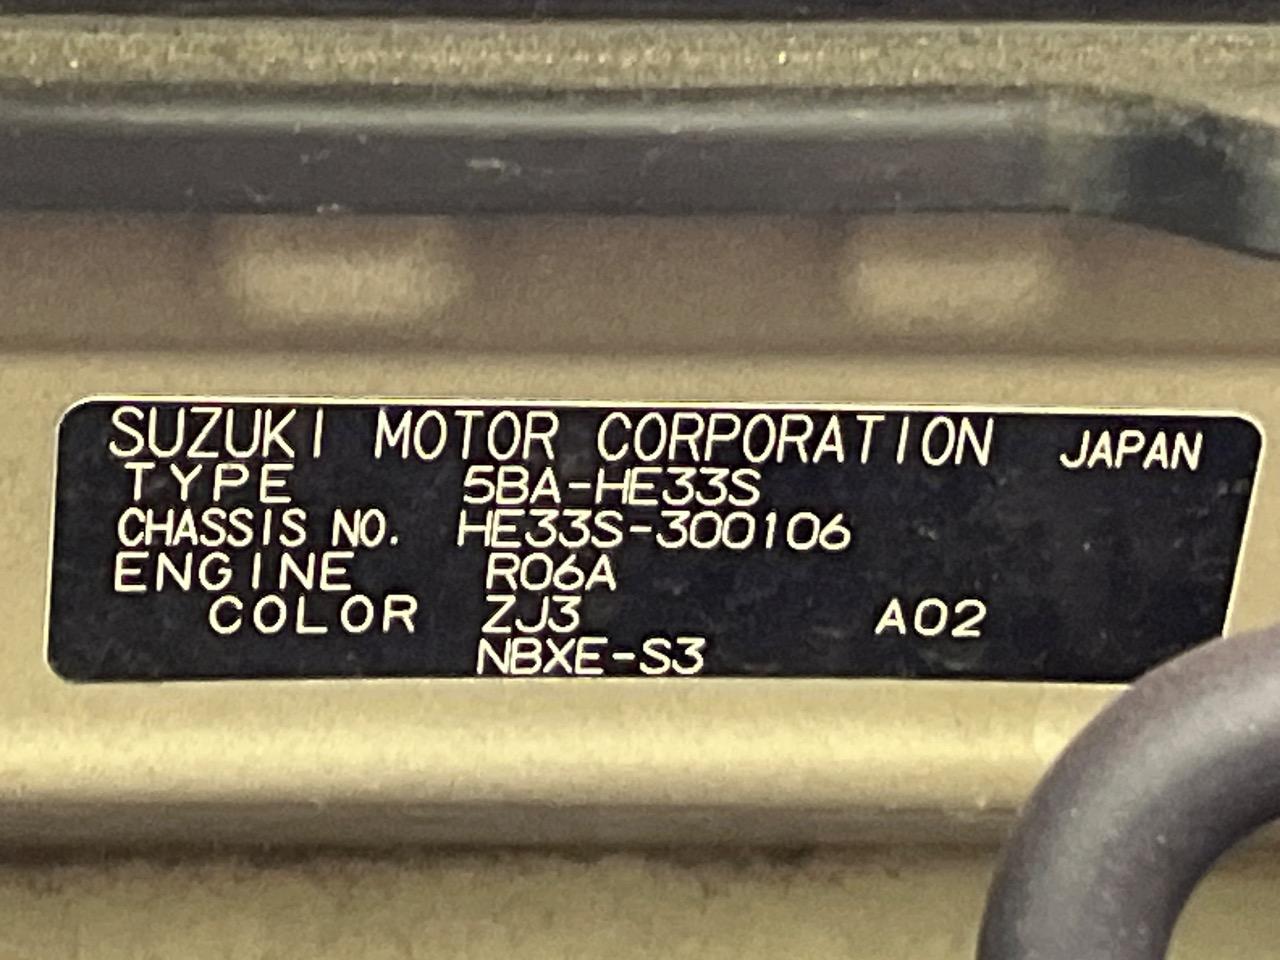 SUZUKI MOTOR CORPORATION JAPAN
TYPE 5BA-HE33S
CHASSIS NO. HE33S-300106
ENGINE R06A
COLOR ZJ3 A02
NBXE-S3